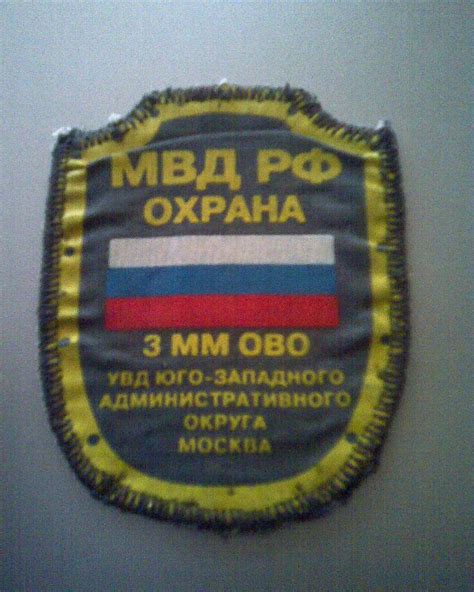 МВД РФ
ОХРАНА
3 ММ ОВО
УВД ЮГО-ЗАПАДНОГО
АДМИНИСТРАТИВНОГО
ОКРУГА
МОСКВА